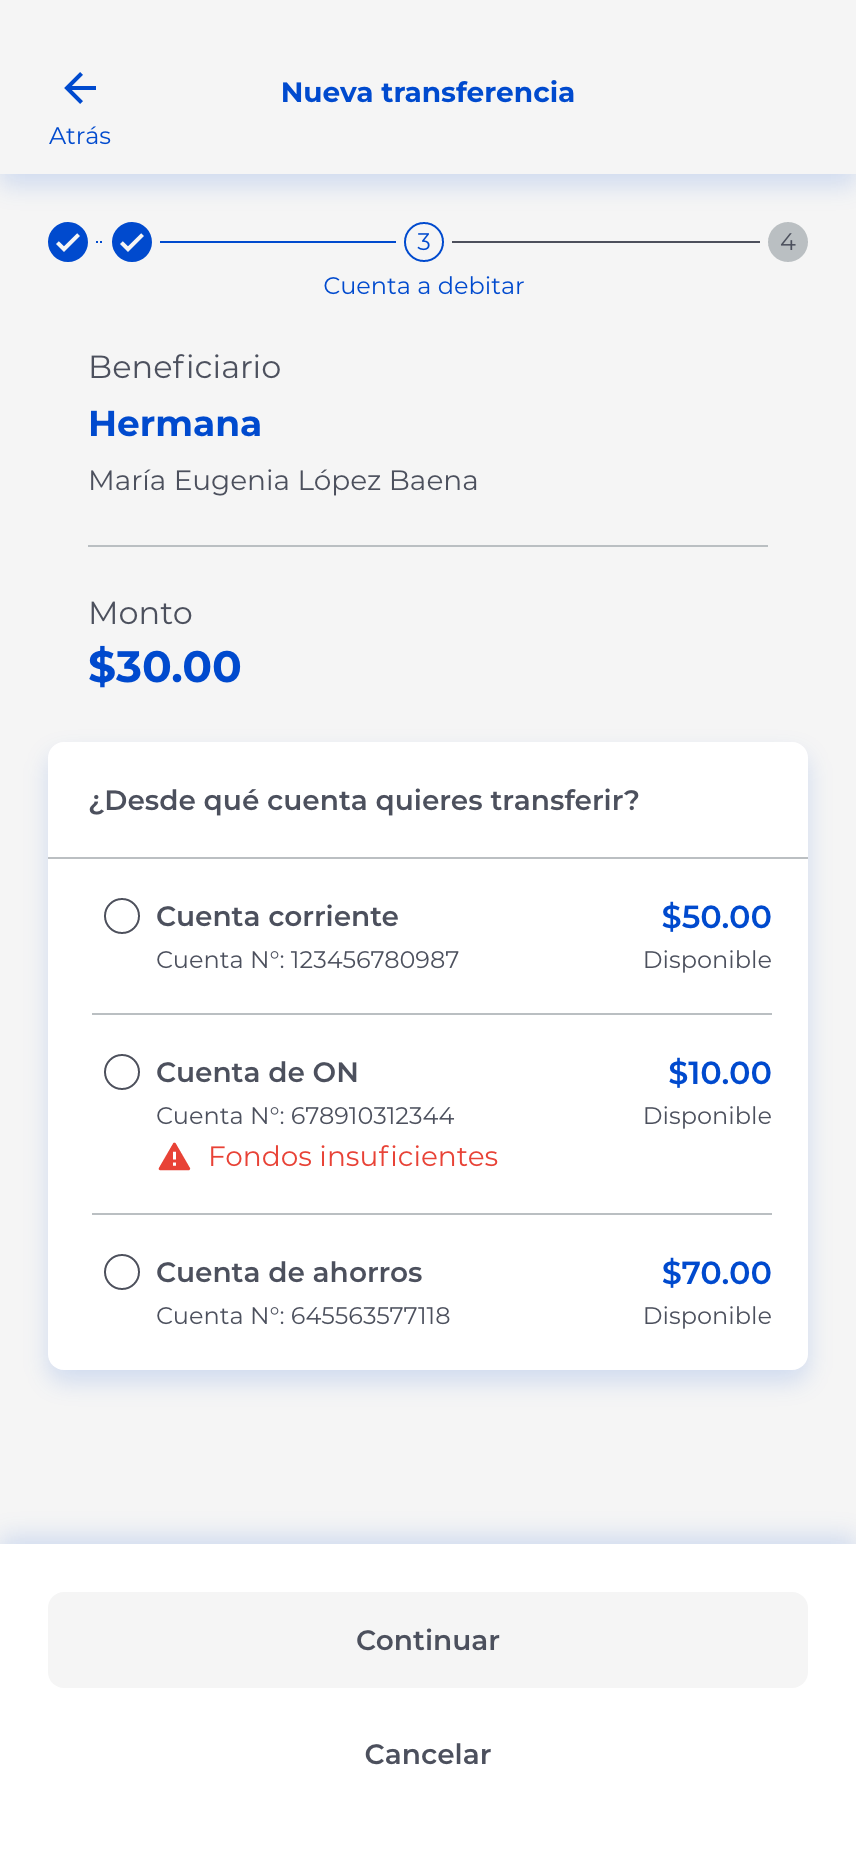 Nueva transferencia
Atrás
3
4
Cuenta a debitar
Beneficiario
Hermana
María Eugenia López Baena
Monto
$30.00
¿Desde qué cuenta quieres transferir?
Cuenta corriente $50.00
Cuenta N°: 123456780987 Disponible
Cuenta de ON $10.00
Cuenta N°: 678910312344 Disponible
Fondos insuficientes
Cuenta de ahorros $70.00
Cuenta N°: 645563577118 Disponible
Continuar
Cancelar